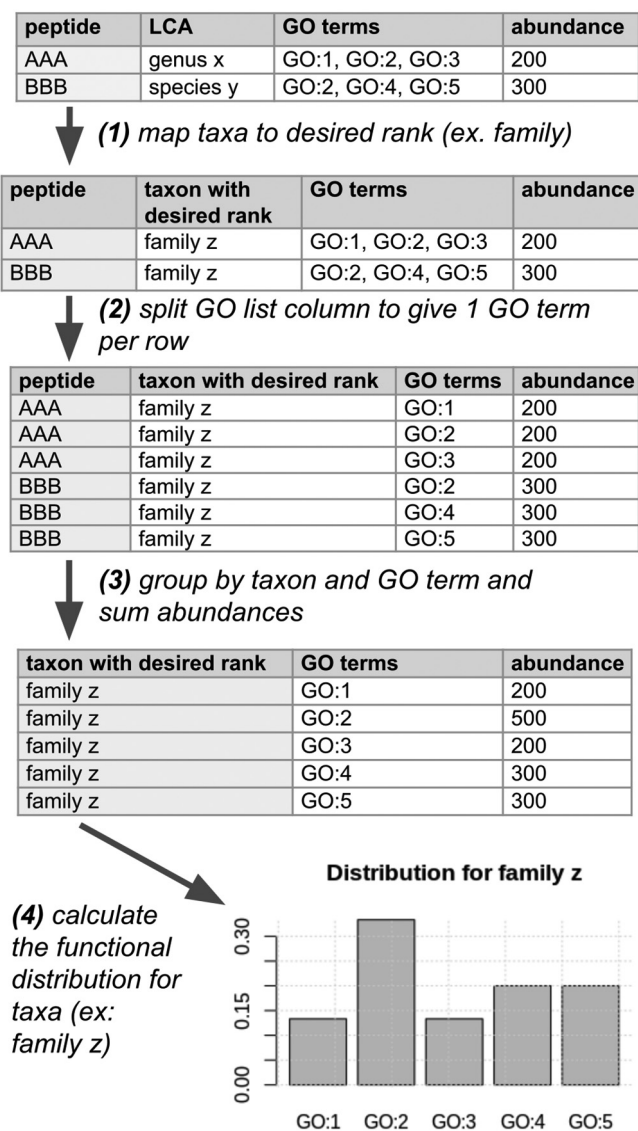 peptide LCA GO terms abundance
AAA genus x GO:1, GO:2, GO:3 200
BBB species y GO:2, GO:4, GO:5 300
(1) map taxa to desired rank (ex. family)
peptide taxon with desired rank GO terms abundance
AAA family z GO:1, GO:2, GO:3 200
BBB family z GO:2, GO:4, GO:5 300
(2) split GO list column to give 1 GO term
per row
peptide taxon with desired rank GO terms abundance
AAA family z GO:1 200
AAA family z GO:2 200
AAA family z GO:3 200
BBB family z GO:2 300
BBB family z GO:4 300
BBB family z GO:5 300
(3) group by taxon and GO term and
sum abundances
taxon with desired rank GO terms abundance
family z GO:1 200
family z GO:2 500
family z GO:3 200
family z GO:4 300
family z GO:5 300
(4) calculate
the functional
distribution for
taxa (ex:
family z)
Distribution for family z
0.30
0.15
0.00
GO:1 GO:2 GO:3 GO:4 GO:5